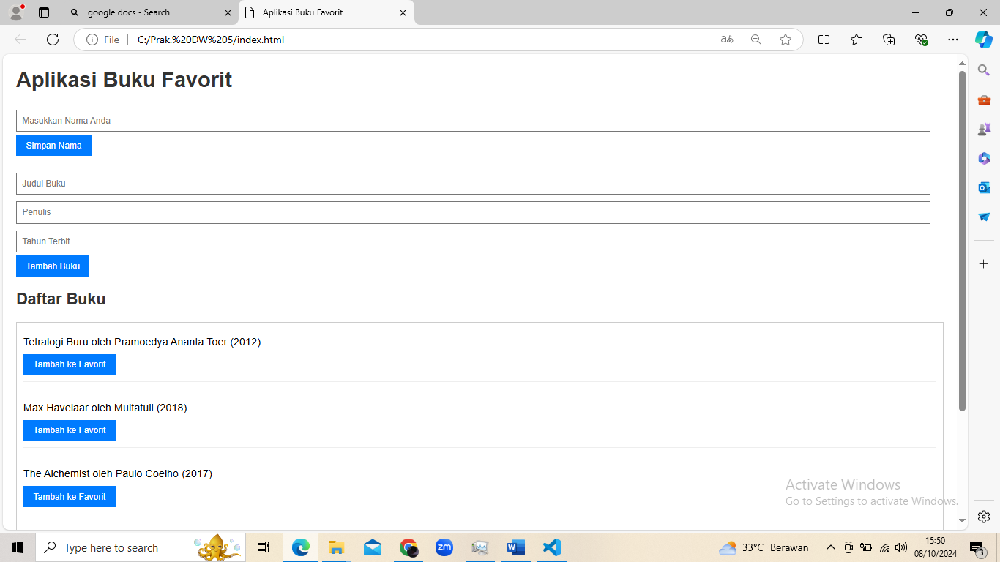 google docs - Search
Aplikasi Buku Favorit
File
C:/Prak.%20DW%205/index.html
aあ
Aplikasi Buku Favorit
Masukkan Nama Anda
Simpan Nama
Judul Buku
Penulis
Tahun Terbit
Tambah Buku
Daftar Buku
Tetralogi Buru oleh Pramoedya Ananta Toer (2012)
Tambah ke Favorit
Max Havelaar oleh Multatuli (2018)
Tambah ke Favorit
The Alchemist oleh Paulo Coelho (2017)
Tambah ke Favorit
Activate Windows
Go to Settings to activate Windows.
Type here to search
zm
W
33°C Berawan
15:50
08/10/2024
3